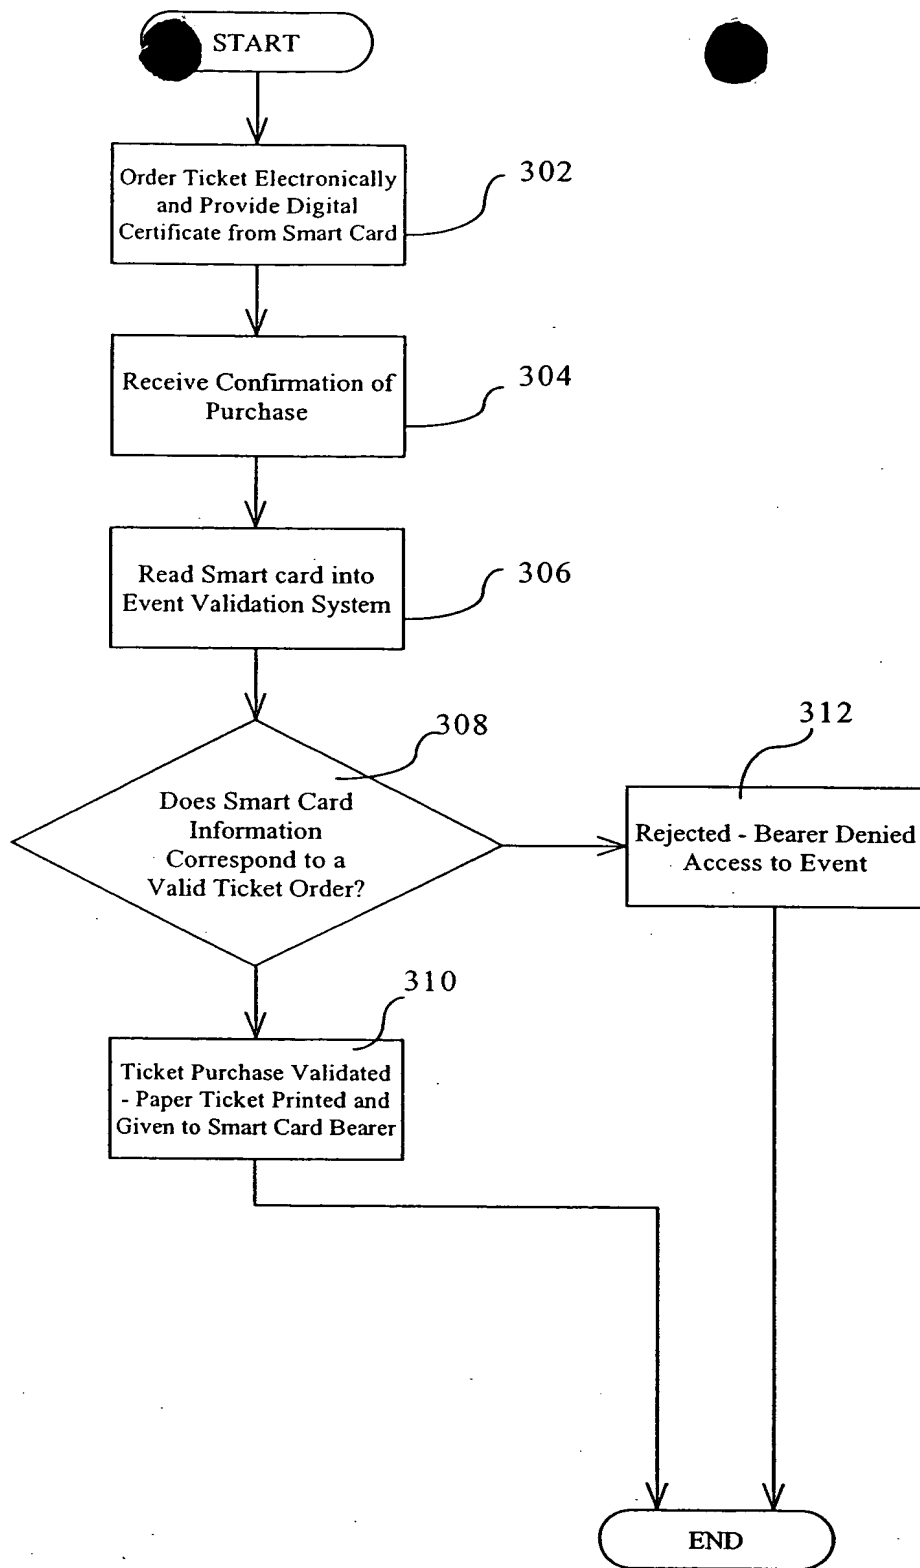 START
302
Order Ticket Electronically
and Provide Digital
Certificate from Smart Card
304
Receive Confirmation of
Purchase
306
Read Smart card into
Event Validation System
308
Does Smart Card
Information
Correspond to a
Valid Ticket Order?
312
Rejected - Bearer Denied
Access to Event
310
Ticket Purchase Validated
- Paper Ticket Printed and
Given to Smart Card Bearer
END